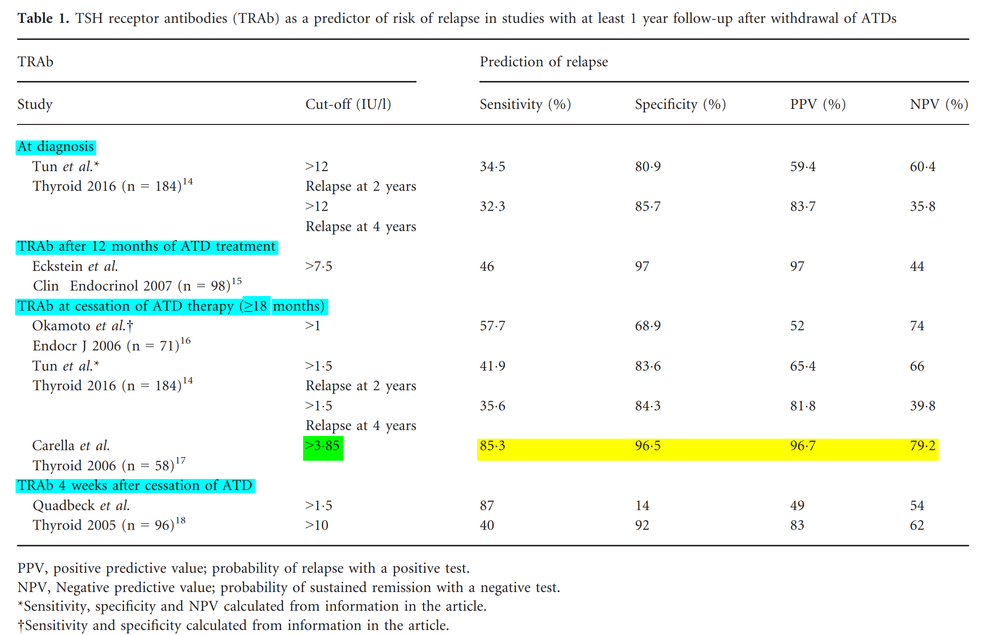 Table 1. TSH receptor antibodies (TRAb) as a predictor of risk of relapse in studies with at least 1 year follow-up after withdrawal of ATDs
TRAb Prediction of relapse
Study Cut-off (IU/l) Sensitivity (%) Specificity (%) PPV (%) NPV (%)
At diagnosis
Tun et al.* >12 34·5 80·9 59·4 60·4
Thyroid 2016 (n = 184)14 Relapse at 2 years
>12 32·3 85·7 83·7 35·8
Relapse at 4 years
TRAb after 12 months of ATD treatment
Eckstein et al. >7·5 46 97 97 44
Clin Endocrinol 2007 (n = 98)15
TRAb at cessation of ATD therapy (≥18 months)
Okamoto et al.† >1 57·7 68·9 52 74
Endocr J 2006 (n = 71)16
Tun et al.* >1·5 41·9 83·6 65·4 66
Thyroid 2016 (n = 184)14 Relapse at 2 years
>1·5 35·6 84·3 81·8 39·8
Relapse at 4 years
Carella et al. >3·85 85·3 96·5 96·7 79·2
Thyroid 2006 (n = 58)17
TRAb 4 weeks after cessation of ATD
Quadbeck et al. >1·5 87 14 49 54
Thyroid 2005 (n = 96)18 >10 40 92 83 62
PPV, positive predictive value; probability of relapse with a positive test.
NPV, Negative predictive value; probability of sustained remission with a negative test.
*Sensitivity, specificity and NPV calculated from information in the article.
†Sensitivity and specificity calculated from information in the article.